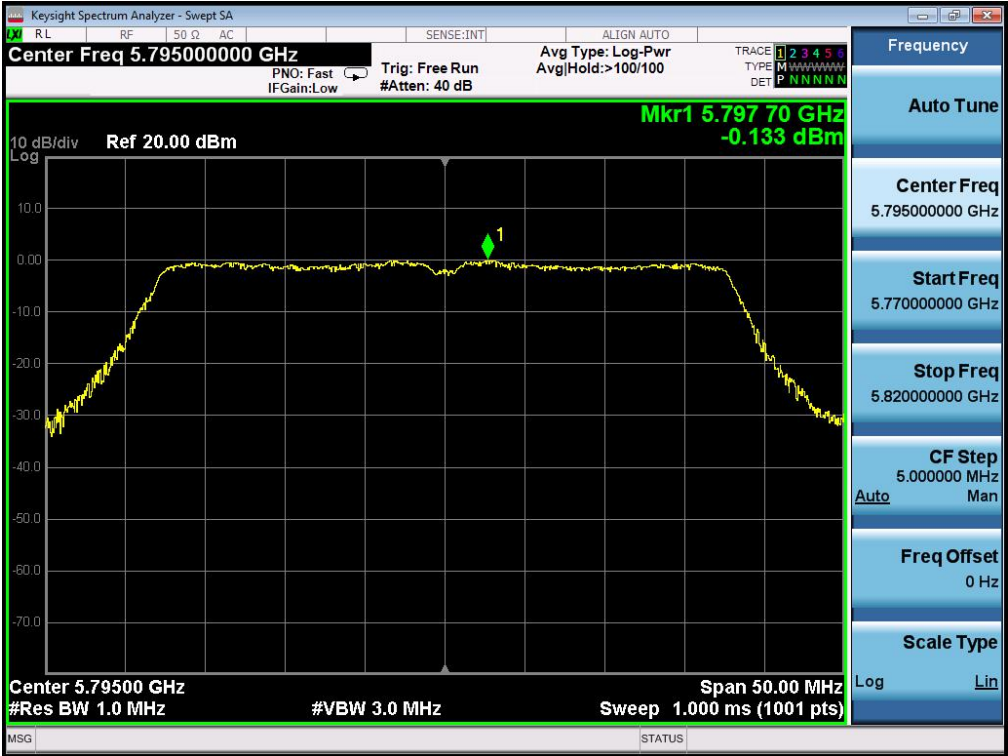 Keysight Spectrum Analyzer - Swept SA
LXI RL RF 50 Ω AC SENSE:INT ALIGN AUTO
Center Freq 5.795000000 GHz
PNO: Fast
IFGain:Low
Trig: Free Run
#Atten: 40 dB
Avg Type: Log-Pwr
Avg|Hold:>100/100
TRACE 1 2 3 4 5 6
TYPE M WWWWW
DET P N N N N N
Mkr1 5.797 70 GHz
-0.133 dBm
10 dB/div Ref 20.00 dBm
Log
10.0
0.00
-10.0
-20.0
-30.0
-40.0
-50.0
-60.0
-70.0
1
Center 5.79500 GHz Span 50.00 MHz
#Res BW 1.0 MHz #VBW 3.0 MHz Sweep 1.000 ms (1001 pts)
MSG STATUS
Frequency
Auto Tune
Center Freq
5.795000000 GHz
Start Freq
5.770000000 GHz
Stop Freq
5.820000000 GHz
CF Step
5.000000 MHz
Auto Man
Freq Offset
0 Hz
Scale Type
Log Lin